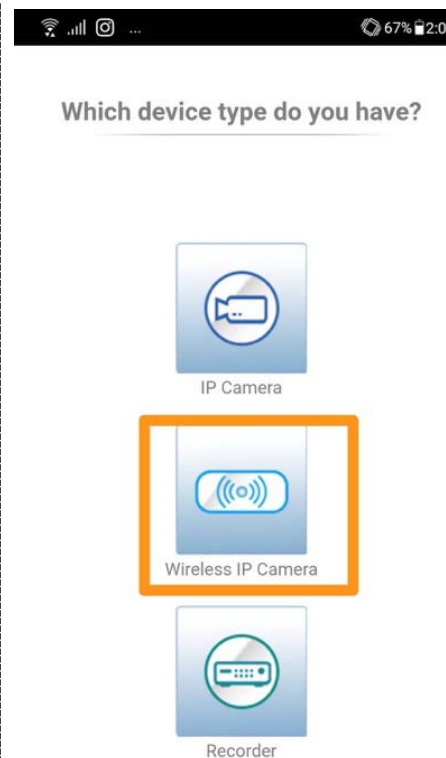 67%
Which device type do you have?
IP Camera
Wireless IP Camera
Recorder